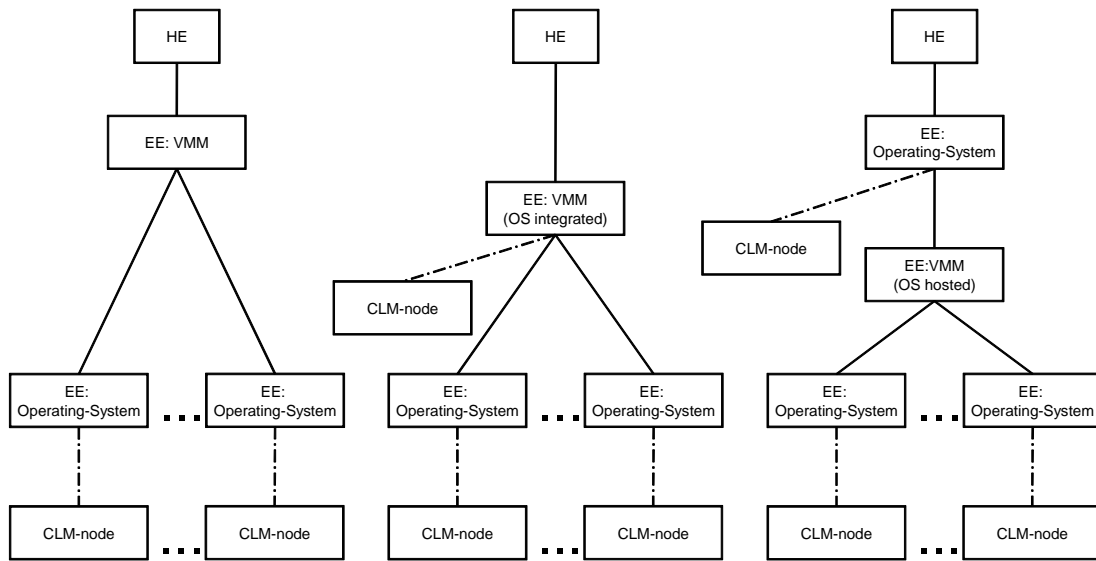 HE
EE: VMM
EE:
Operating-System
EE:
Operating-System
CLM-node
CLM-node
HE
EE: VMM
(OS integrated)
CLM-node
EE:
Operating-System
EE:
Operating-System
CLM-node
CLM-node
HE
EE:
Operating-System
CLM-node
EE:VMM
(OS hosted)
EE:
Operating-System
EE:
Operating-System
CLM-node
CLM-node